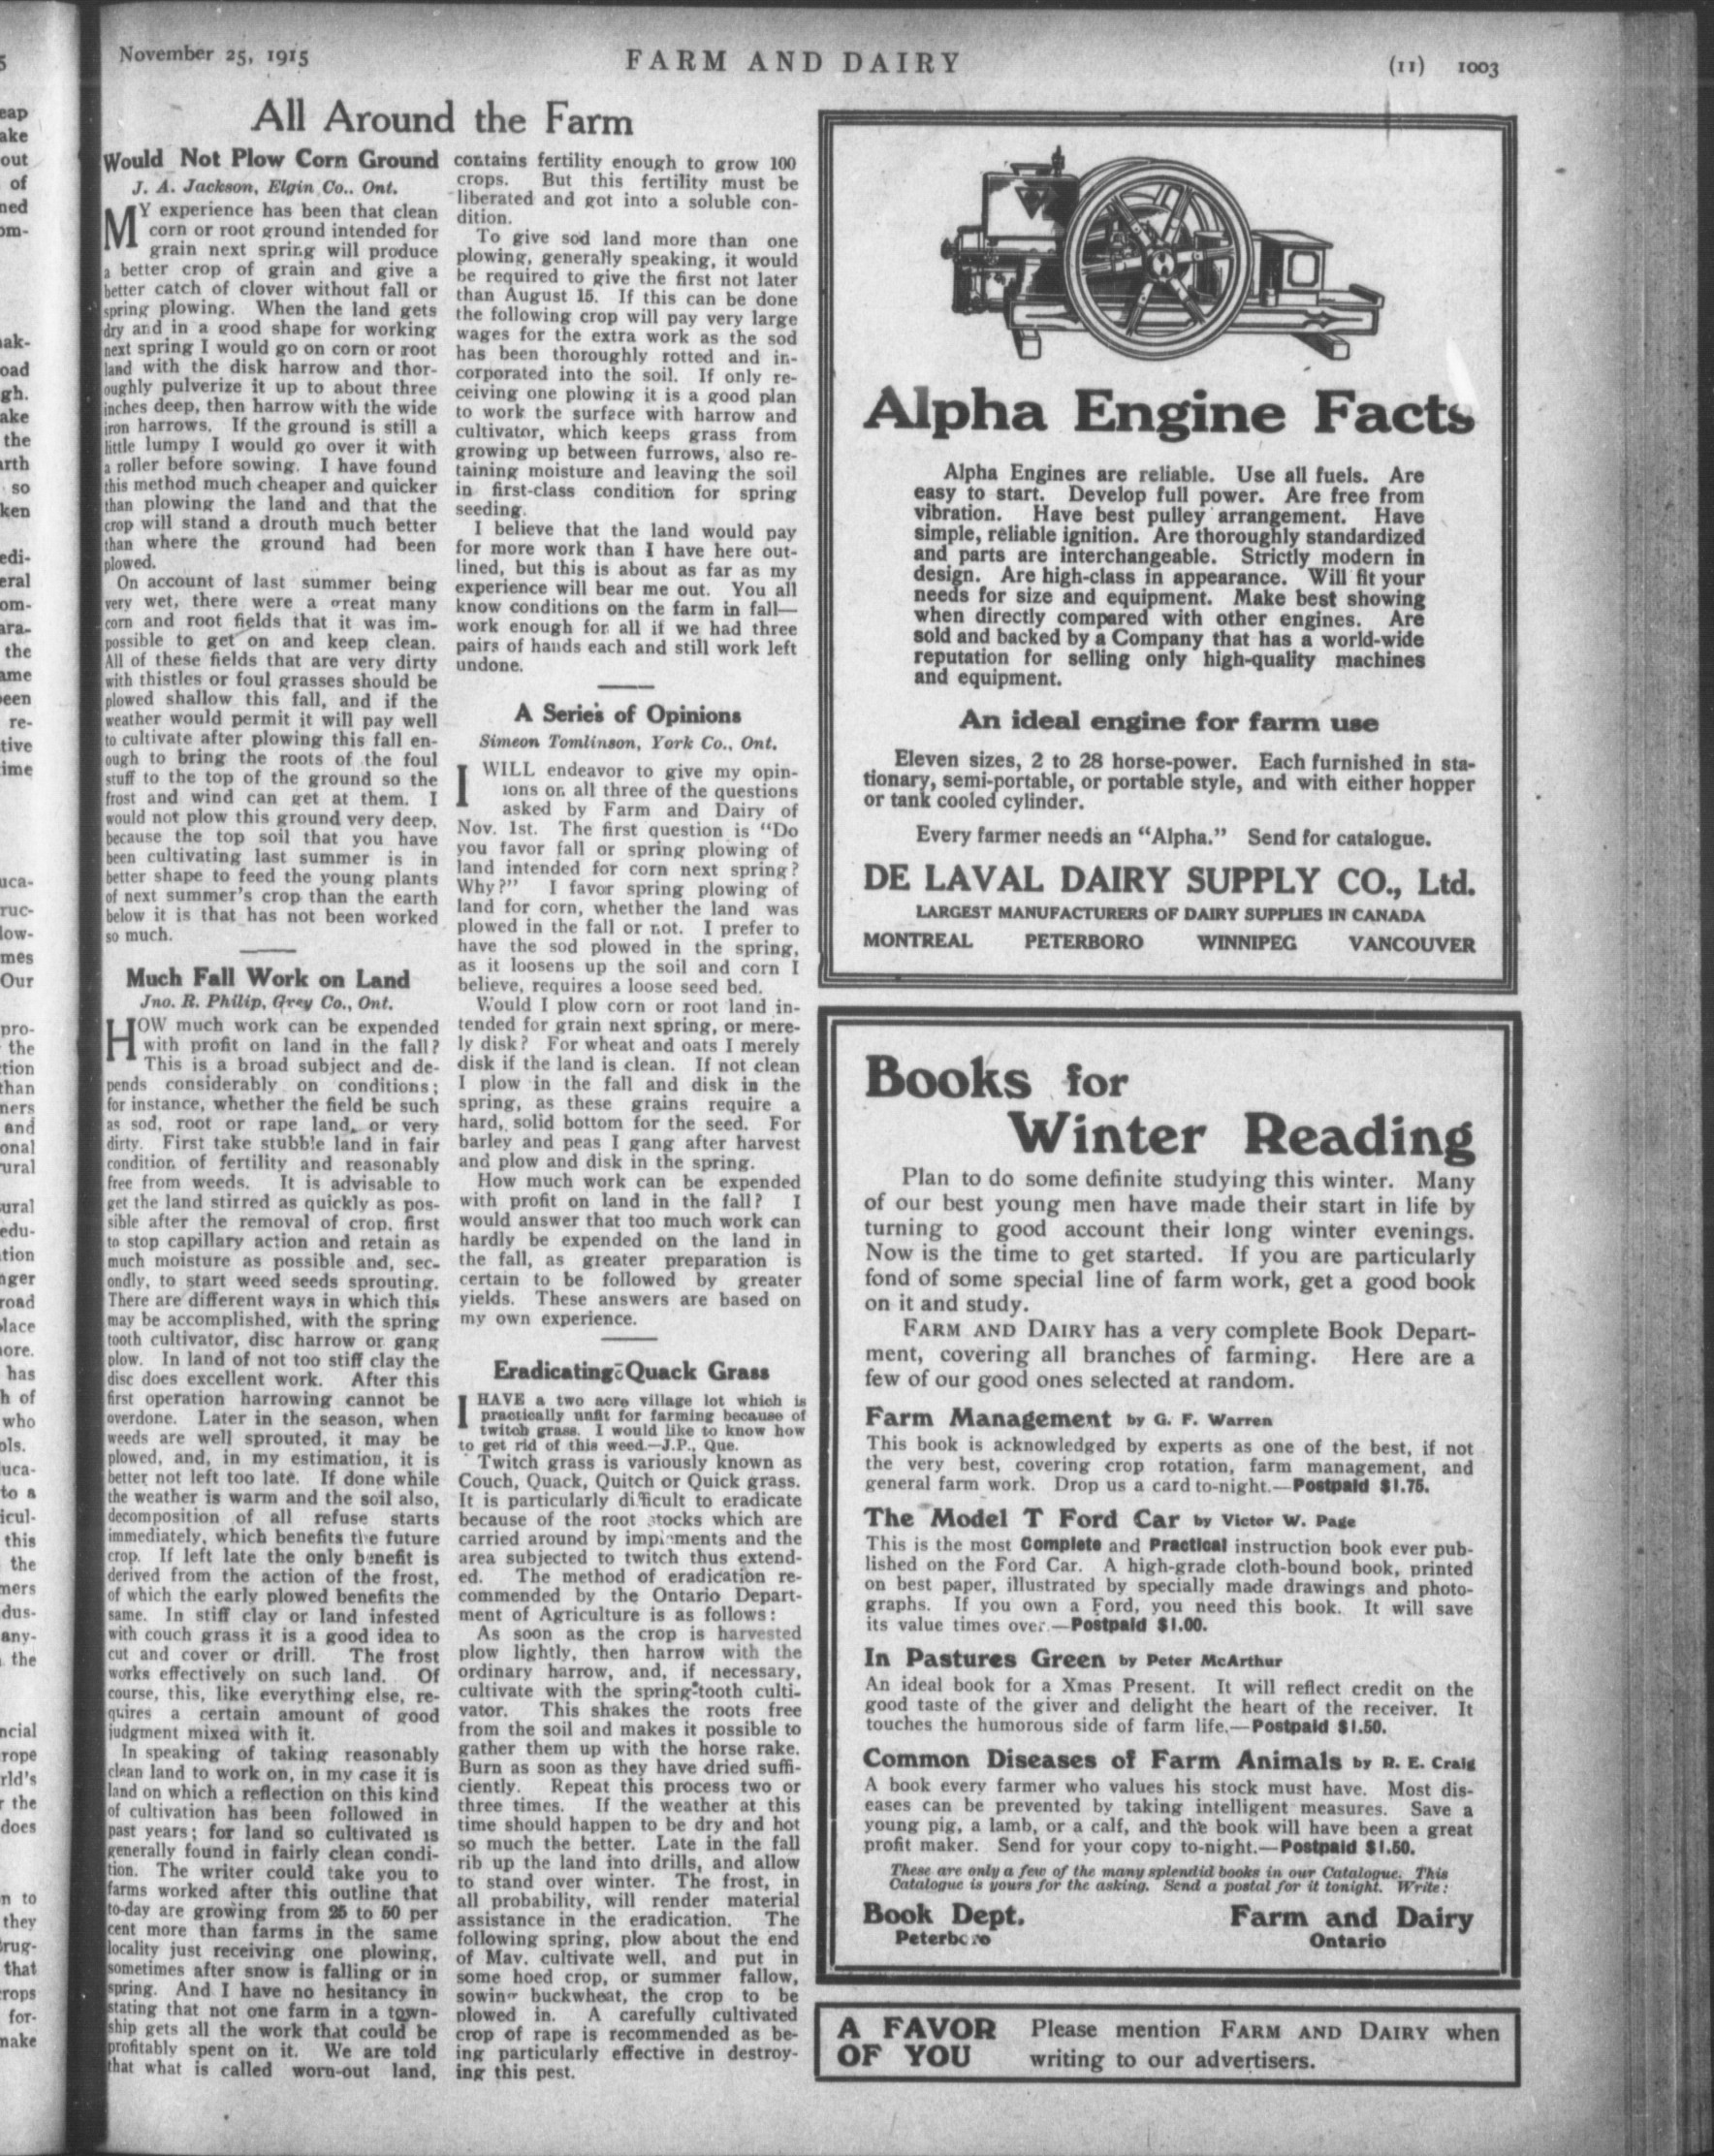 November 25, 1915
FARM AND DAIRY
(11) 1003
All Around the Farm
Would Not Plow Corn Ground
J. A. Jackson, Elgin Co., Ont.
MY experience has been that clean
corn or root ground intended for
grain next spring will produce
a better crop of grain and give a
better catch of clover without fall or
spring plowing. When the land gets
dry and in a good shape for working
next spring I would go on corn or root
land with the disk harrow and thor-
oughly pulverize it up to about three
inches deep, then harrow with the wide
iron harrows. If the ground is still a
little lumpy I would go over it with
a roller before sowing. I have found
this method much cheaper and quicker
than plowing the land and that the
crop will stand a drouth much better
than where the ground had been
plowed.
On account of last summer being
very wet, there were a great many
corn and root fields that it was im-
possible to get on and keep clean.
All of these fields that are very dirty
with thistles or foul grasses should be
plowed shallow this fall, and if the
weather would permit it will pay well
to cultivate after plowing this fall en-
ough to bring the roots of the foul
stuff to the top of the ground so the
frost and wind can get at them. I
would not plow this ground very deep,
because the top soil that you have
been cultivating last summer is in
better shape to feed the young plants
of next summer's crop than the earth
below it is that has not been worked
so much.
Much Fall Work on Land
Jno. R. Philip, Grey Co., Ont.
HOW much work can be expended
with profit on land in the fall?
This is a broad subject and de-
pends considerably on conditions;
for instance, whether the field be such
as sod, root or rape land, or very
dirty. First take stubble land in fair
condition of fertility and reasonably
free from weeds. It is advisable to
get the land stirred as quickly as pos-
sible after the removal of crop, first
to stop capillary action and retain as
much moisture as possible and, sec-
ondly, to start weed seeds sprouting.
There are different ways in which this
may be accomplished, with the spring
tooth cultivator, disc harrow or gang
plow. In land of not too stiff clay the
disc does excellent work. After this
first operation harrowing cannot be
overdone. Later in the season, when
weeds are well sprouted, it may be
plowed, and, in my estimation, it is
better not left too late. If done while
the weather is warm and the soil also,
decomposition of all refuse starts
immediately, which benefits the future
crop. If left late the only benefit is
derived from the action of the frost,
of which the early plowed benefits the
same. In stiff clay or land infested
with couch grass it is a good idea to
cut and cover or drill. The frost
works effectively on such land. Of
course, this, like everything else, re-
quires a certain amount of good
judgment mixed with it.
In speaking of taking reasonably
clean land to work on, in my case it is
land on which a reflection on this kind
of cultivation has been followed in
past years; for land so cultivated is
generally found in fairly clean condi-
tion. The writer could take you to
farms worked after this outline that
to-day are growing from 25 to 50 per
cent more than farms in the same
locality just receiving one plowing,
sometimes after snow is falling or in
spring. And I have no hesitancy in
stating that not one farm in a town-
ship gets all the work that could be
profitably spent on it. We are told
that what is called worn-out land,
contains fertility enough to grow 100
crops. But this fertility must be
liberated and got into a soluble con-
dition.
To give sod land more than one
plowing, generally speaking, it would
be required to give the first not later
than August 15. If this can be done
the following crop will pay very large
wages for the extra work as the sod
has been thoroughly rotted and in-
corporated into the soil. If only re-
ceiving one plowing it is a good plan
to work the surface with harrow and
cultivator, which keeps grass from
growing up between furrows, also re-
taining moisture and leaving the soil
in first-class condition for spring
seeding.
I believe that the land would pay
for more work than I have here out-
lined, but this is about as far as my
experience will bear me out. You all
know conditions on the farm in fall—
work enough for all if we had three
pairs of hands each and still work left
undone.
A Series of Opinions
Simeon Tomlinson, York Co., Ont.
I WILL endeavor to give my opin-
ions on all three of the questions
asked by Farm and Dairy of
Nov. 1st. The first question is "Do
you favor fall or spring plowing of
land intended for corn next spring?
Why?" I favor spring plowing of
land for corn, whether the land was
plowed in the fall or not. I prefer to
have the sod plowed in the spring,
as it loosens up the soil and corn I
believe, requires a loose seed bed.
Would I plow corn or root land in-
tended for grain next spring, or mere-
ly disk? For wheat and oats I merely
disk if the land is clean. If not clean
I plow in the fall and disk in the
spring, as these grains require a
hard, solid bottom for the seed. For
barley and peas I gang after harvest
and plow and disk in the spring.
How much work can be expended
with profit on land in the fall? I
would answer that too much work can
hardly be expended on the land in
the fall, as greater preparation is
certain to be followed by greater
yields. These answers are based on
my own experience.
Eradicating Quack Grass
I HAVE a two acre village lot which is
practically unfit for farming because of
twitch grass. I would like to know how
to get rid of this weed.—J.P., Que.
Twitch grass is variously known as
Couch, Quack, Quitch or Quick grass.
It is particularly difficult to eradicate
because of the root stocks which are
carried around by implements and the
area subjected to twitch thus extend-
ed. The method of eradication re-
commended by the Ontario Depart-
ment of Agriculture is as follows:
As soon as the crop is harvested
plow lightly, then harrow with the
ordinary harrow, and, if necessary,
cultivate with the spring-tooth culti-
vator. This shakes the roots free
from the soil and makes it possible to
gather them up with the horse rake.
Burn as soon as they have dried suffi-
ciently. Repeat this process two or
three times. If the weather at this
time should happen to be dry and hot
so much the better. Late in the fall
rib up the land into drills, and allow
to stand over winter. The frost, in
all probability, will render material
assistance in the eradication. The
following spring, plow about the end
of May, cultivate well, and put in
some hoed crop, or summer fallow,
sowing buckwheat, the crop to be
plowed in. A carefully cultivated
crop of rape is recommended as be-
ing particularly effective in destroy-
ing this pest.
Alpha Engine Facts
Alpha Engines are reliable. Use all fuels. Are
easy to start. Develop full power. Are free from
vibration. Have best pulley arrangement. Have
simple, reliable ignition. Are thoroughly standardized
and parts are interchangeable. Strictly modern in
design. Are high-class in appearance. Will fit your
needs for size and equipment. Make best showing
when directly compared with other engines. Are
sold and backed by a Company that has a world-wide
reputation for selling only high-quality machines
and equipment.
An ideal engine for farm use
Eleven sizes, 2 to 28 horse-power. Each furnished in sta-
tionary, semi-portable, or portable style, and with either hopper
or tank cooled cylinder.
Every farmer needs an "Alpha." Send for catalogue.
DE LAVAL DAIRY SUPPLY CO., Ltd.
LARGEST MANUFACTURERS OF DAIRY SUPPLIES IN CANADA
MONTREAL PETERBORO WINNIPEG VANCOUVER
Books for
Winter Reading
Plan to do some definite studying this winter. Many
of our best young men have made their start in life by
turning to good account their long winter evenings.
Now is the time to get started. If you are particularly
fond of some special line of farm work, get a good book
on it and study.
FARM AND DAIRY has a very complete Book Depart-
ment, covering all branches of farming. Here are a
few of our good ones selected at random.
Farm Management by G. F. Warren
This book is acknowledged by experts as one of the best, if not
the very best, covering crop rotation, farm management, and
general farm work. Drop us a card to-night.—Postpaid $1.75.
The Model T Ford Car by Victor W. Page
This is the most Complete and Practical instruction book ever pub-
lished on the Ford Car. A high-grade cloth-bound book, printed
on best paper, illustrated by specially made drawings and photo-
graphs. If you own a Ford, you need this book. It will save
its value times over.—Postpaid $1.00.
In Pastures Green by Peter McArthur
An ideal book for a Xmas Present. It will reflect credit on the
good taste of the giver and delight the heart of the receiver. It
touches the humorous side of farm life.—Postpaid $1.50.
Common Diseases of Farm Animals by R. E. Craig
A book every farmer who values his stock must have. Most dis-
eases can be prevented by taking intelligent measures. Save a
young pig, a lamb, or a calf, and the book will have been a great
profit maker. Send for your copy to-night.—Postpaid $1.50.
These are only a few of the many splendid books in our Catalogue. This
Catalogue is yours for the asking. Send a postal for it tonight. Write:
Book Dept. Farm and Dairy
Peterboro Ontario
A FAVOR
OF YOU
Please mention FARM AND DAIRY when
writing to our advertisers.